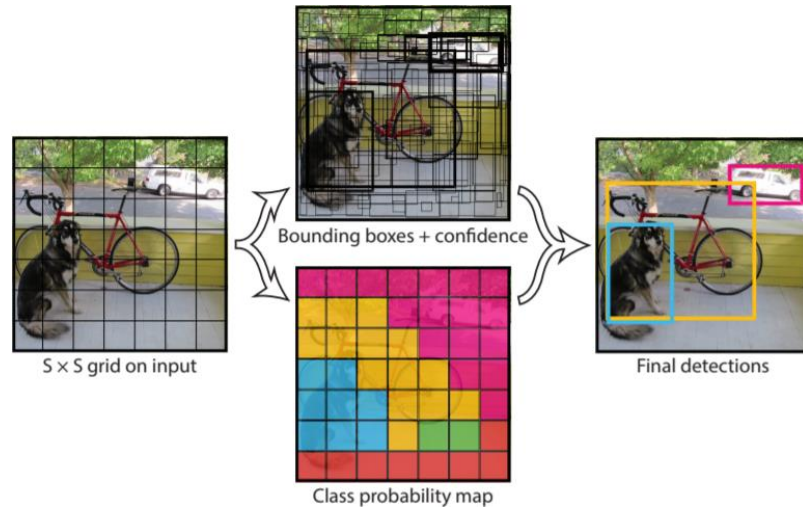 S × S grid on input
Bounding boxes + confidence
Class probability map
Final detections